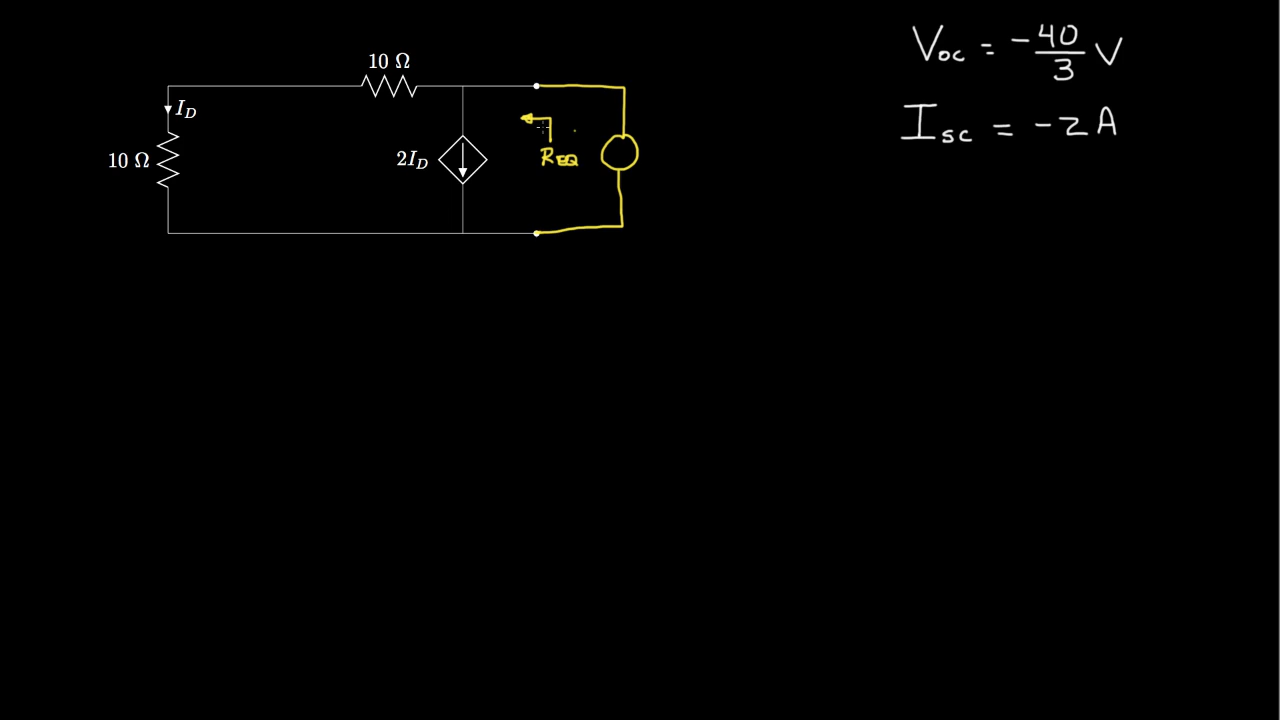 10 Ω
I_D
10 Ω
2I_D
R_EQ
V_OC = -40/3 V
I_SC = -2 A